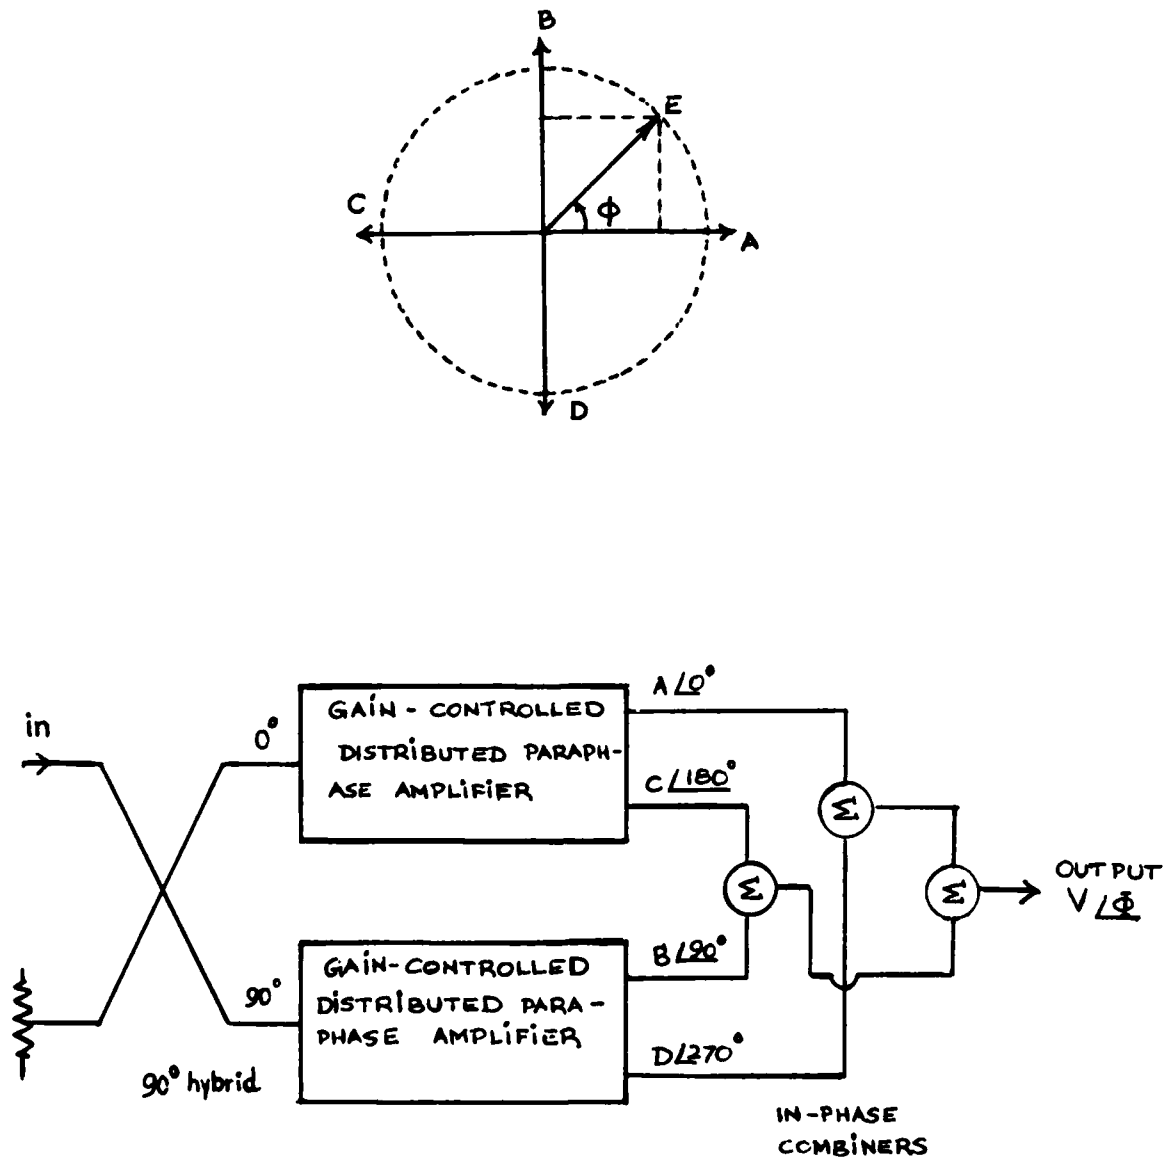 B
E
C
ϕ
A
in
0°
GAIN-CONTROLLED
DISTRIBUTED PARAPH-
ASE AMPLIFIER
A∠0°
C∠180°
Σ
Σ
Σ
OUTPUT
V∠Φ
90°
GAIN-CONTROLLED
DISTRIBUTED PARA-
PHASE AMPLIFIER
B∠90°
D∠270°
90° hybrid
IN-PHASE
COMBINERS
D